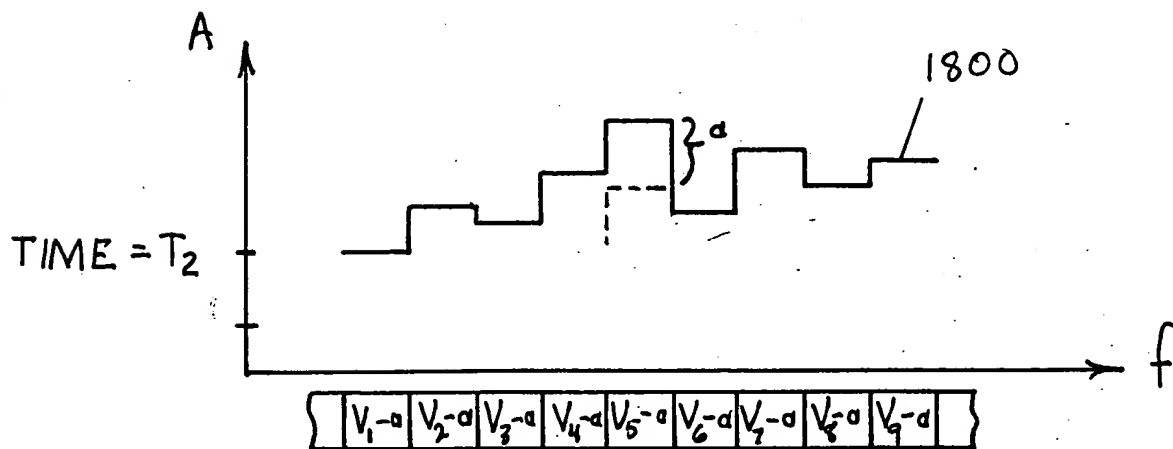 A
1800
} a
TIME = T₂
f
V₁-a V₂-a V₃-a V₄-a V₅-a V₆-a V₇-a V₈-a V₉-a